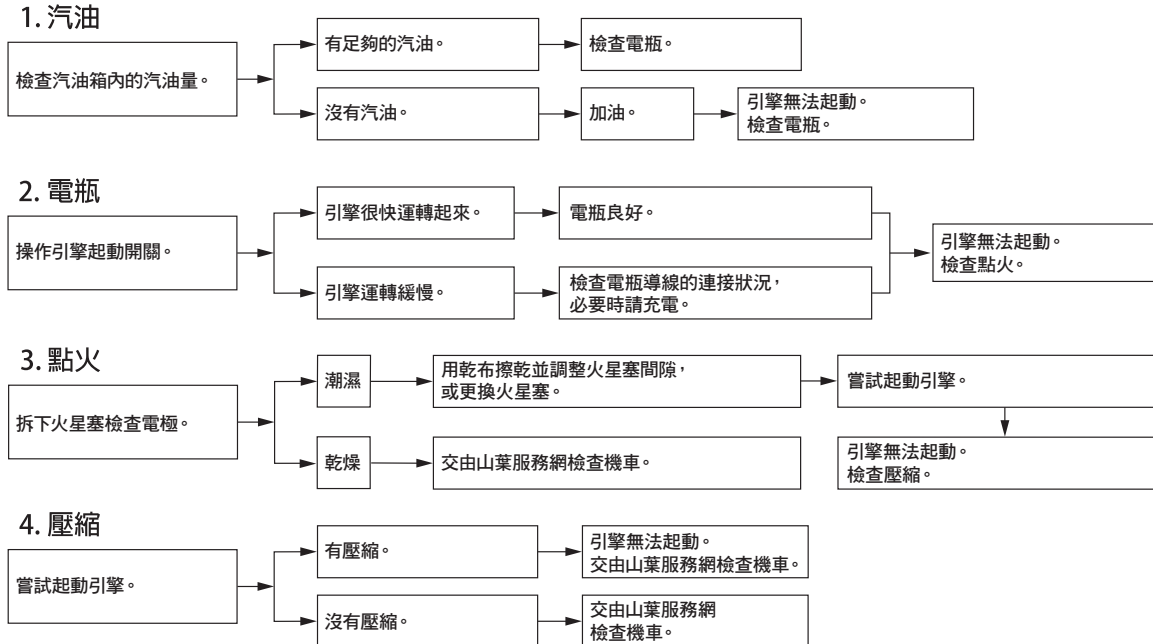 1. 汽油
檢查汽油箱內的汽油量。
有足夠的汽油。
檢查電瓶。
沒有汽油。
加油。
引擎無法起動。
檢查電瓶。
2. 電瓶
操作引擎起動開關。
引擎很快運轉起來。
電瓶良好。
引擎運轉緩慢。
檢查電瓶導線的連接狀況，
必要時請充電。
引擎無法起動。
檢查點火。
3. 點火
拆下火星塞檢查電極。
潮濕
用乾布擦乾並調整火星塞間隙，
或更換火星塞。
嘗試起動引擎。
引擎無法起動。
檢查壓縮。
乾燥
交由山葉服務網檢查機車。
4. 壓縮
嘗試起動引擎。
有壓縮。
引擎無法起動。
交由山葉服務網檢查機車。
沒有壓縮。
交由山葉服務網
檢查機車。